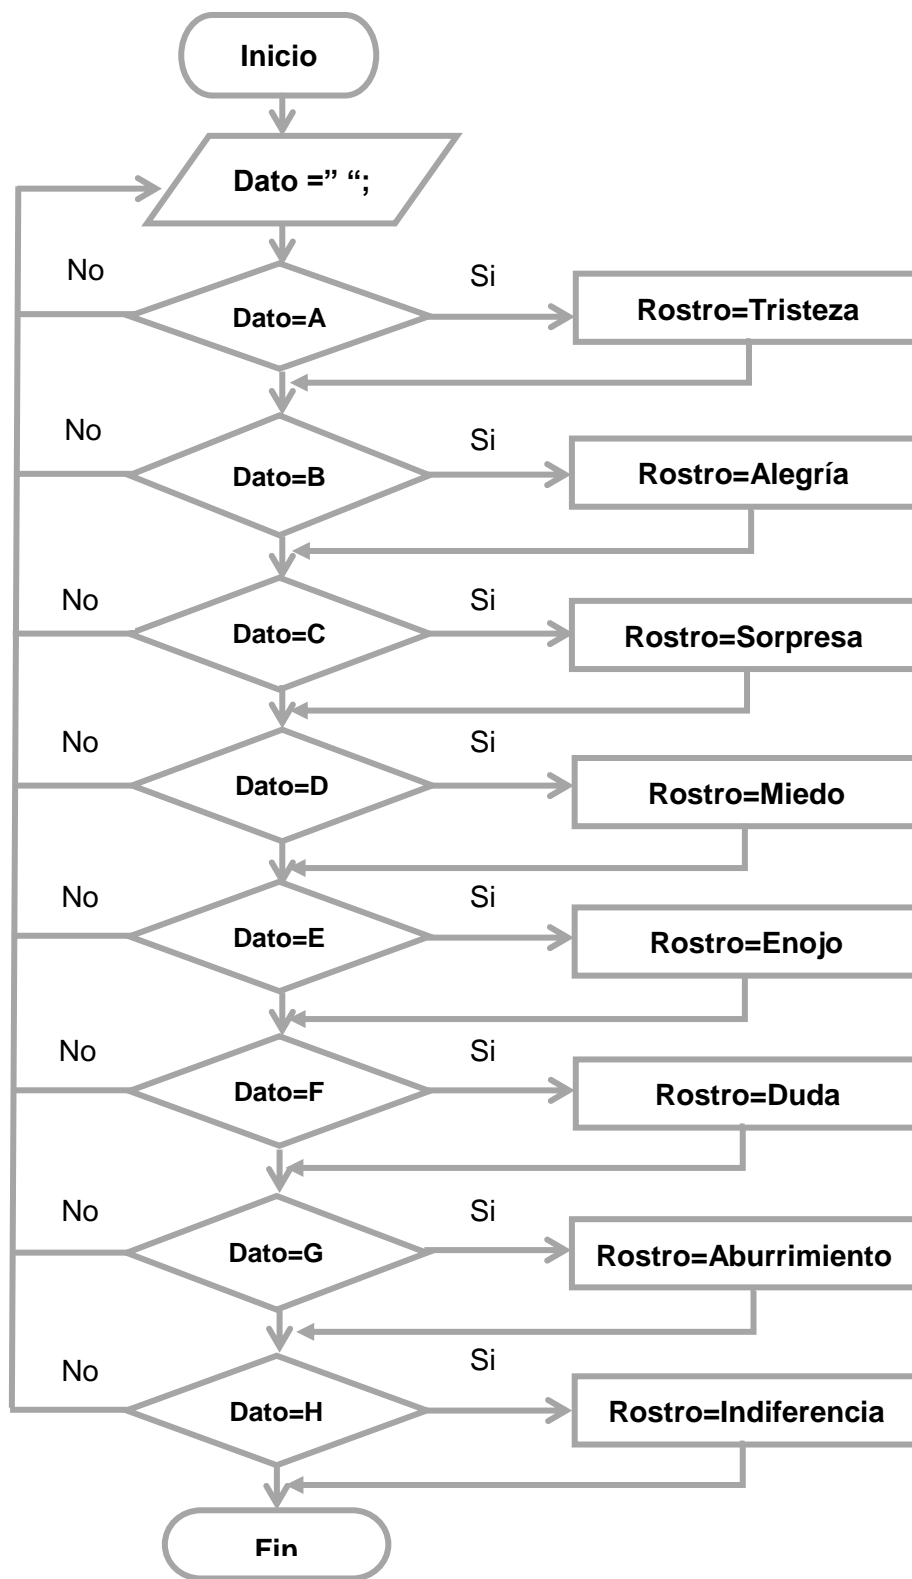 Inicio
Dato =” “;
No
Si
Dato=A
Rostro=Tristeza
No
Si
Dato=B
Rostro=Alegría
No
Si
Dato=C
Rostro=Sorpresa
No
Si
Dato=D
Rostro=Miedo
No
Si
Dato=E
Rostro=Enojo
No
Si
Dato=F
Rostro=Duda
No
Si
Dato=G
Rostro=Aburrimiento
No
Si
Dato=H
Rostro=Indiferencia
Fin